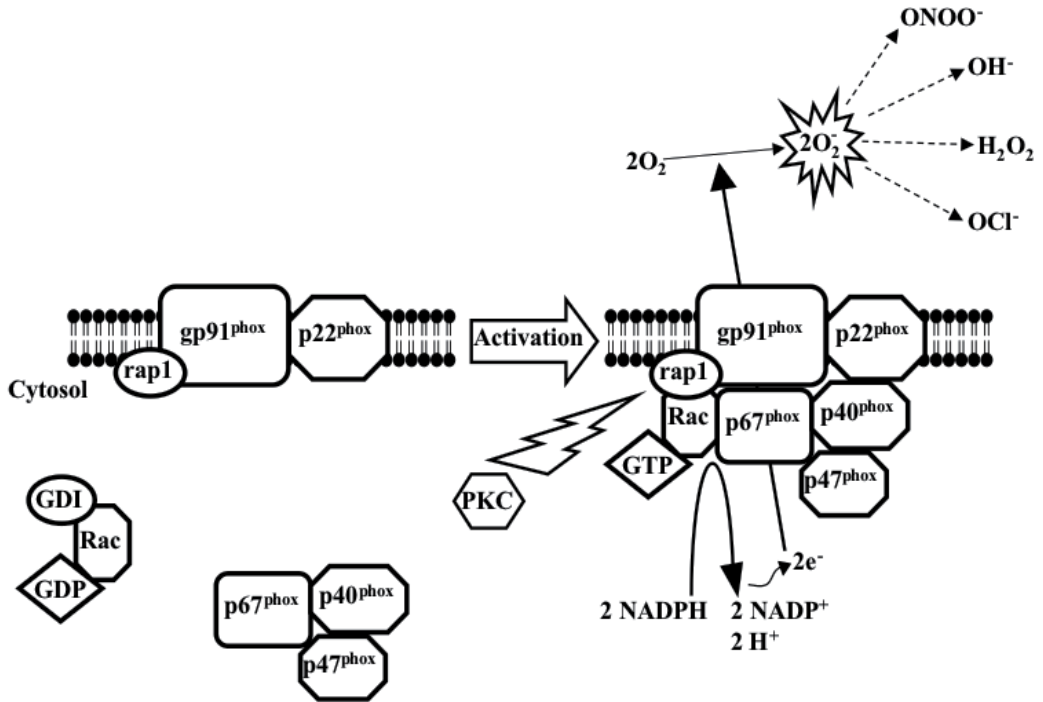 ONOO⁻
OH⁻
2O₂
2O₂⁻
H₂O₂
OCl⁻
gp91ᵖʰᵒˣ
p22ᵖʰᵒˣ
rap1
Cytosol
Activation
gp91ᵖʰᵒˣ
p22ᵖʰᵒˣ
rap1
Rac
p67ᵖʰᵒˣ
p40ᵖʰᵒˣ
GTP
p47ᵖʰᵒˣ
PKC
GDI
Rac
GDP
p67ᵖʰᵒˣ
p40ᵖʰᵒˣ
p47ᵖʰᵒˣ
2e⁻
2 NADPH
2 NADP⁺
2 H⁺